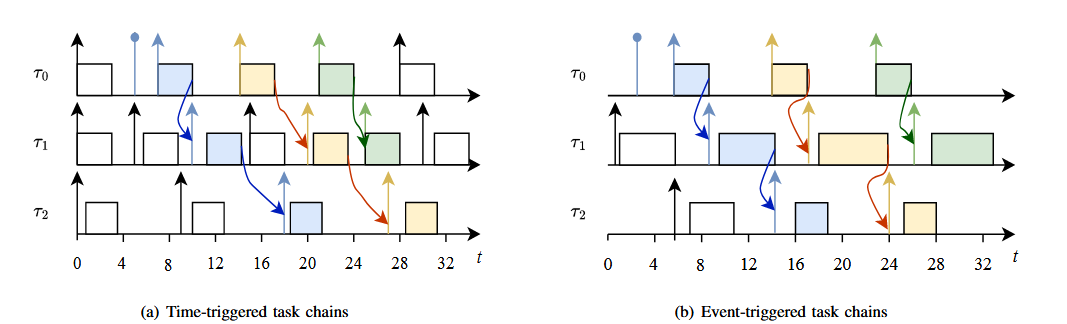 τ0
τ0
τ1
τ1
τ2
τ2
0 4 8 12 16 20 24 28 32 t
0 4 8 12 16 20 24 28 32 t
(a) Time-triggered task chains
(b) Event-triggered task chains